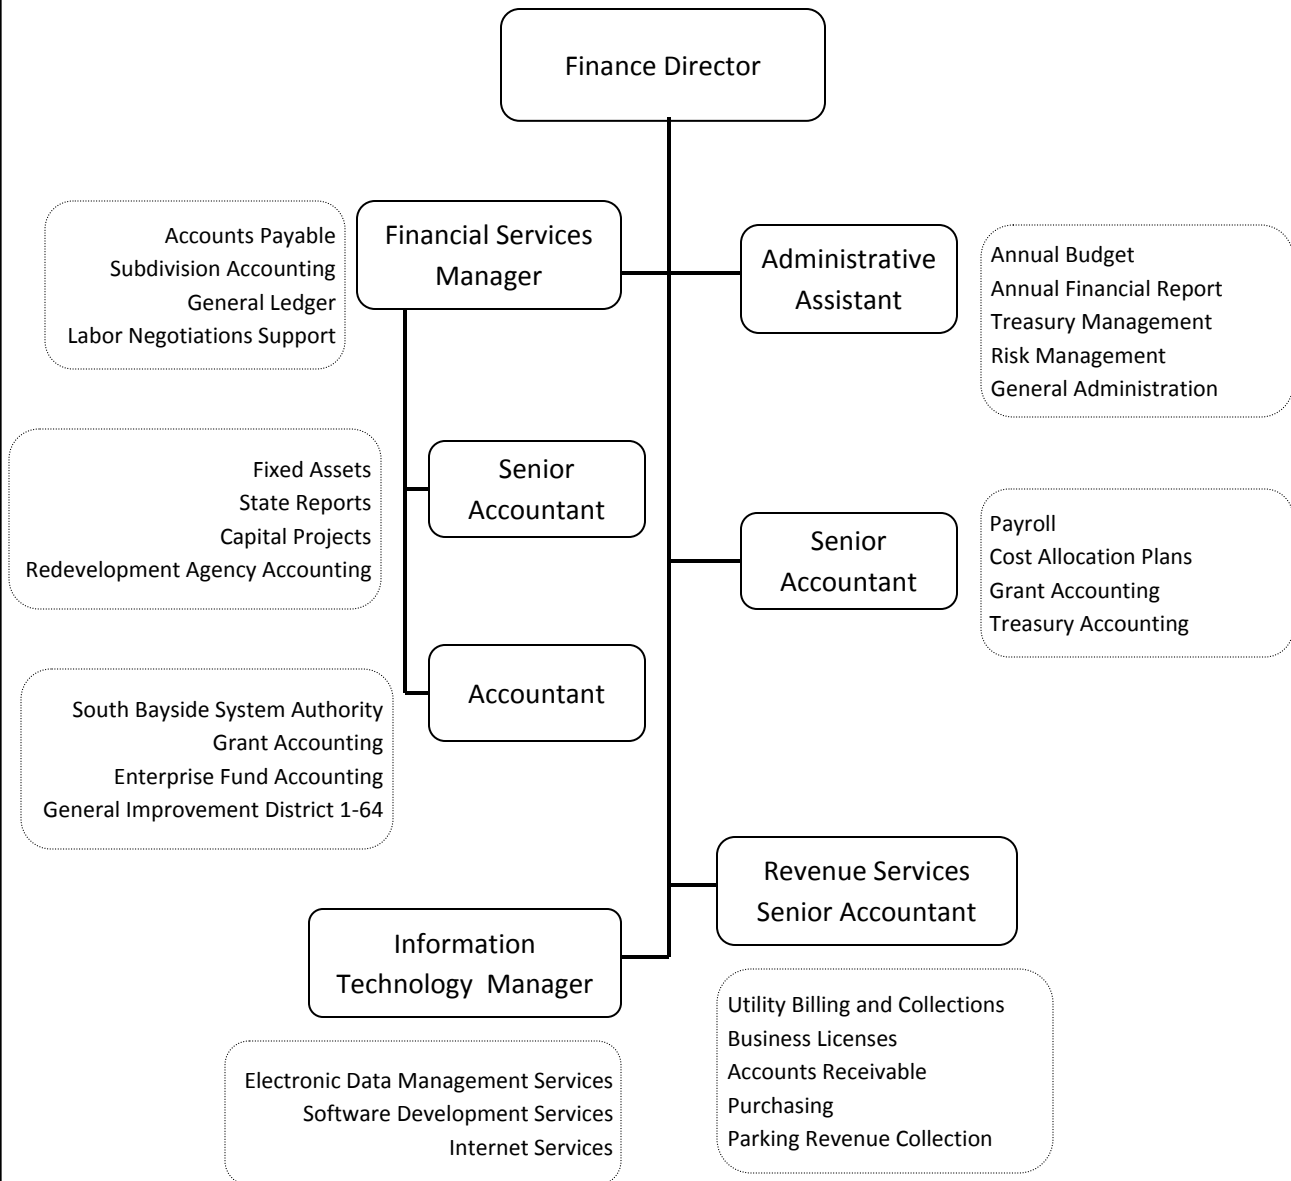 Finance Director
Accounts Payable
Subdivision Accounting
General Ledger
Labor Negotiations Support
Financial Services
Manager
Administrative
Assistant
Annual Budget
Annual Financial Report
Treasury Management
Risk Management
General Administration
Fixed Assets
State Reports
Capital Projects
Redevelopment Agency Accounting
Senior
Accountant
Senior
Accountant
Payroll
Cost Allocation Plans
Grant Accounting
Treasury Accounting
South Bayside System Authority
Grant Accounting
Enterprise Fund Accounting
General Improvement District 1-64
Accountant
Revenue Services
Senior Accountant
Information
Technology  Manager
Utility Billing and Collections
Business Licenses
Accounts Receivable
Purchasing
Parking Revenue Collection
Electronic Data Management Services
Software Development Services
Internet Services